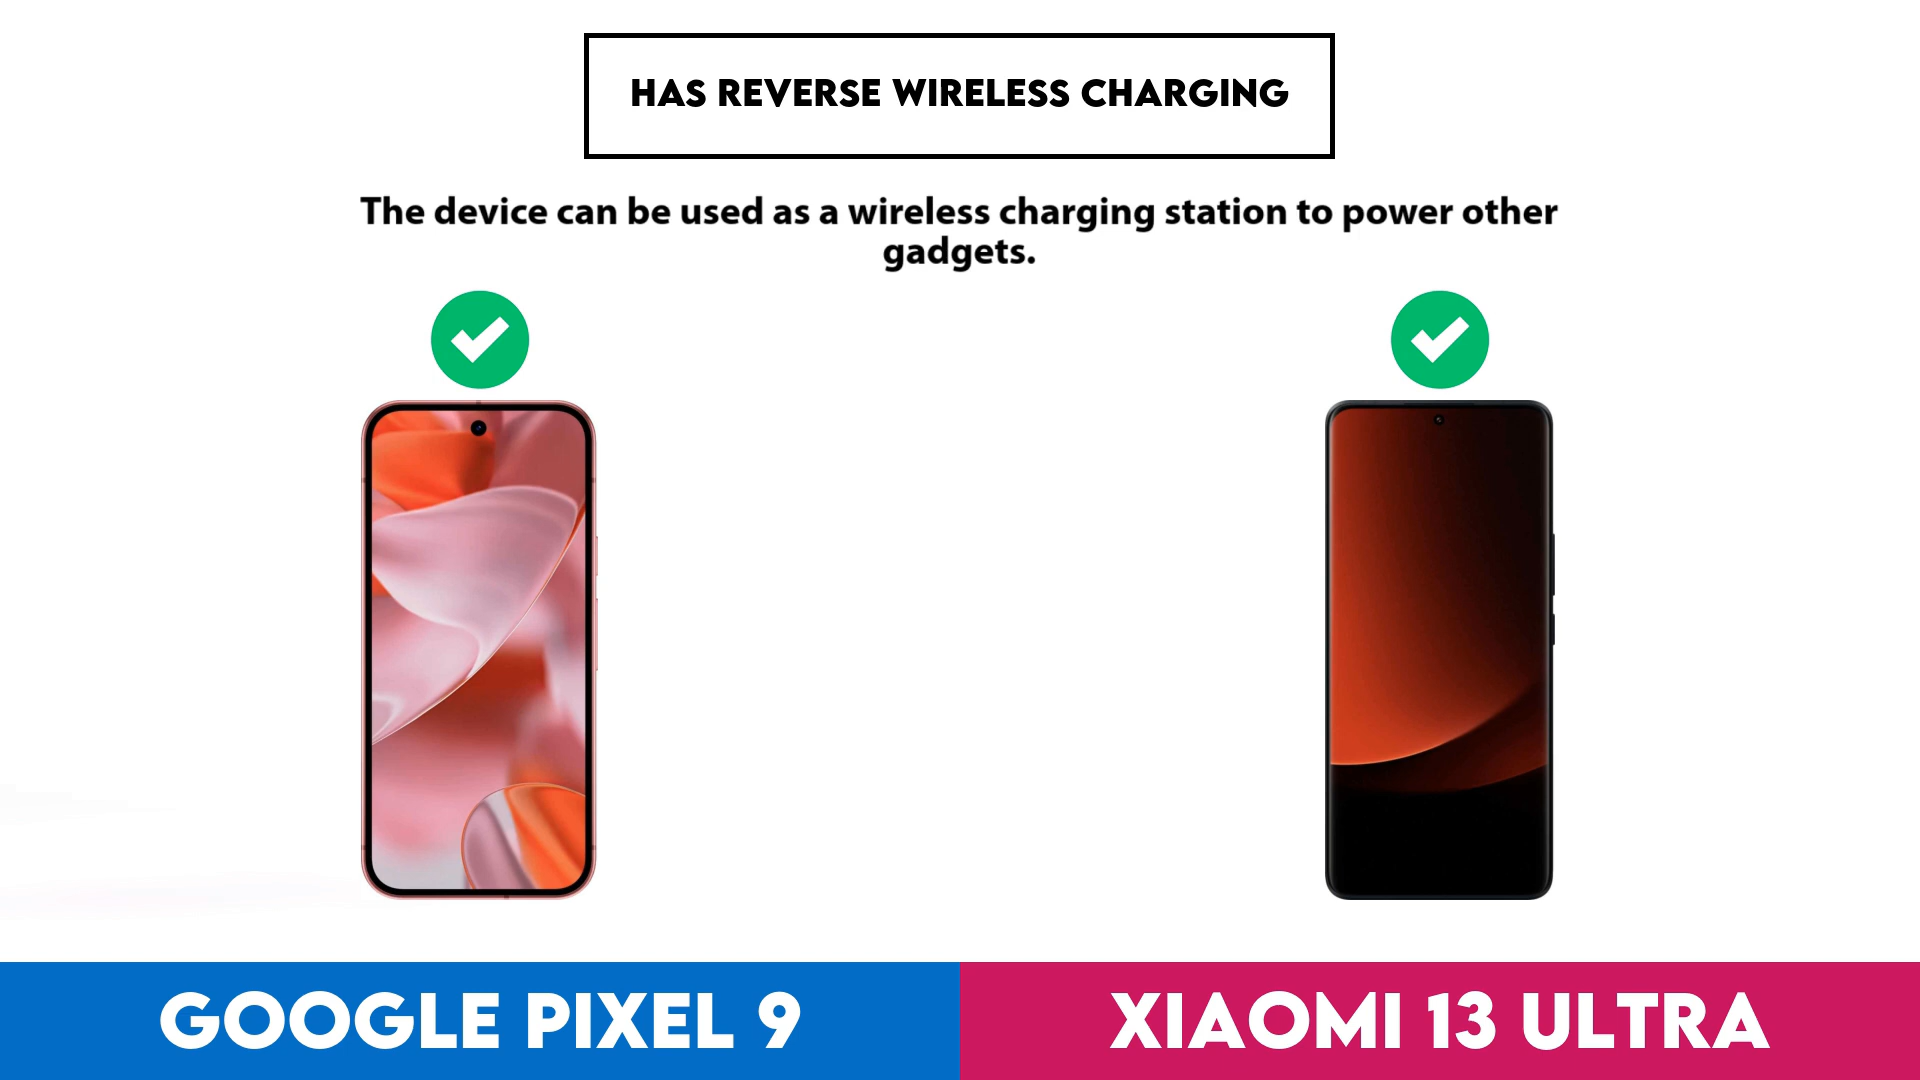 HAS REVERSE WIRELESS CHARGING
The device can be used as a wireless charging station to power other
gadgets.
GOOGLE PIXEL 9
XIAOMI 13 ULTRA